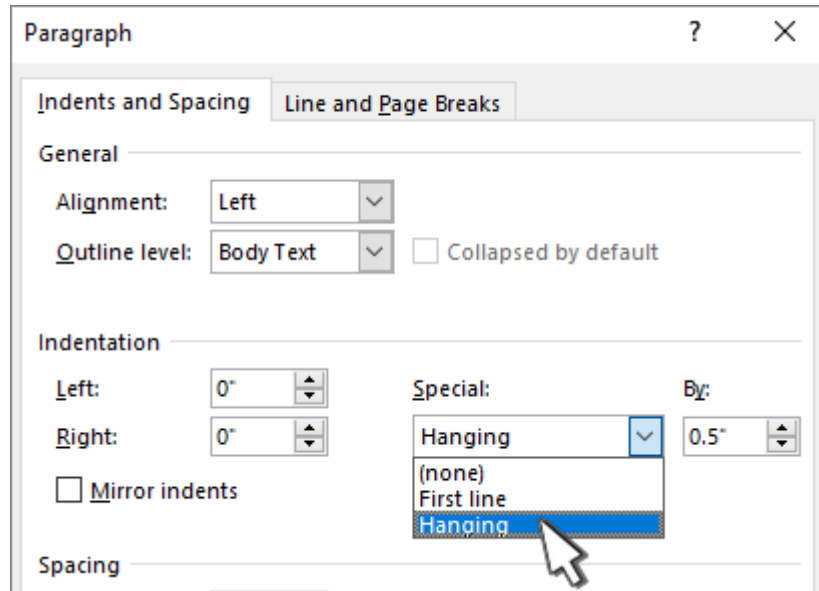 Paragraph ?
Indents and Spacing Line and Page Breaks
General
Alignment: Left
Outline level: Body Text Collapsed by default
Indentation
Left: 0" Special: By:
Right: 0" Hanging 0.5"
(none)
Mirror indents
First line
Hanging
Spacing